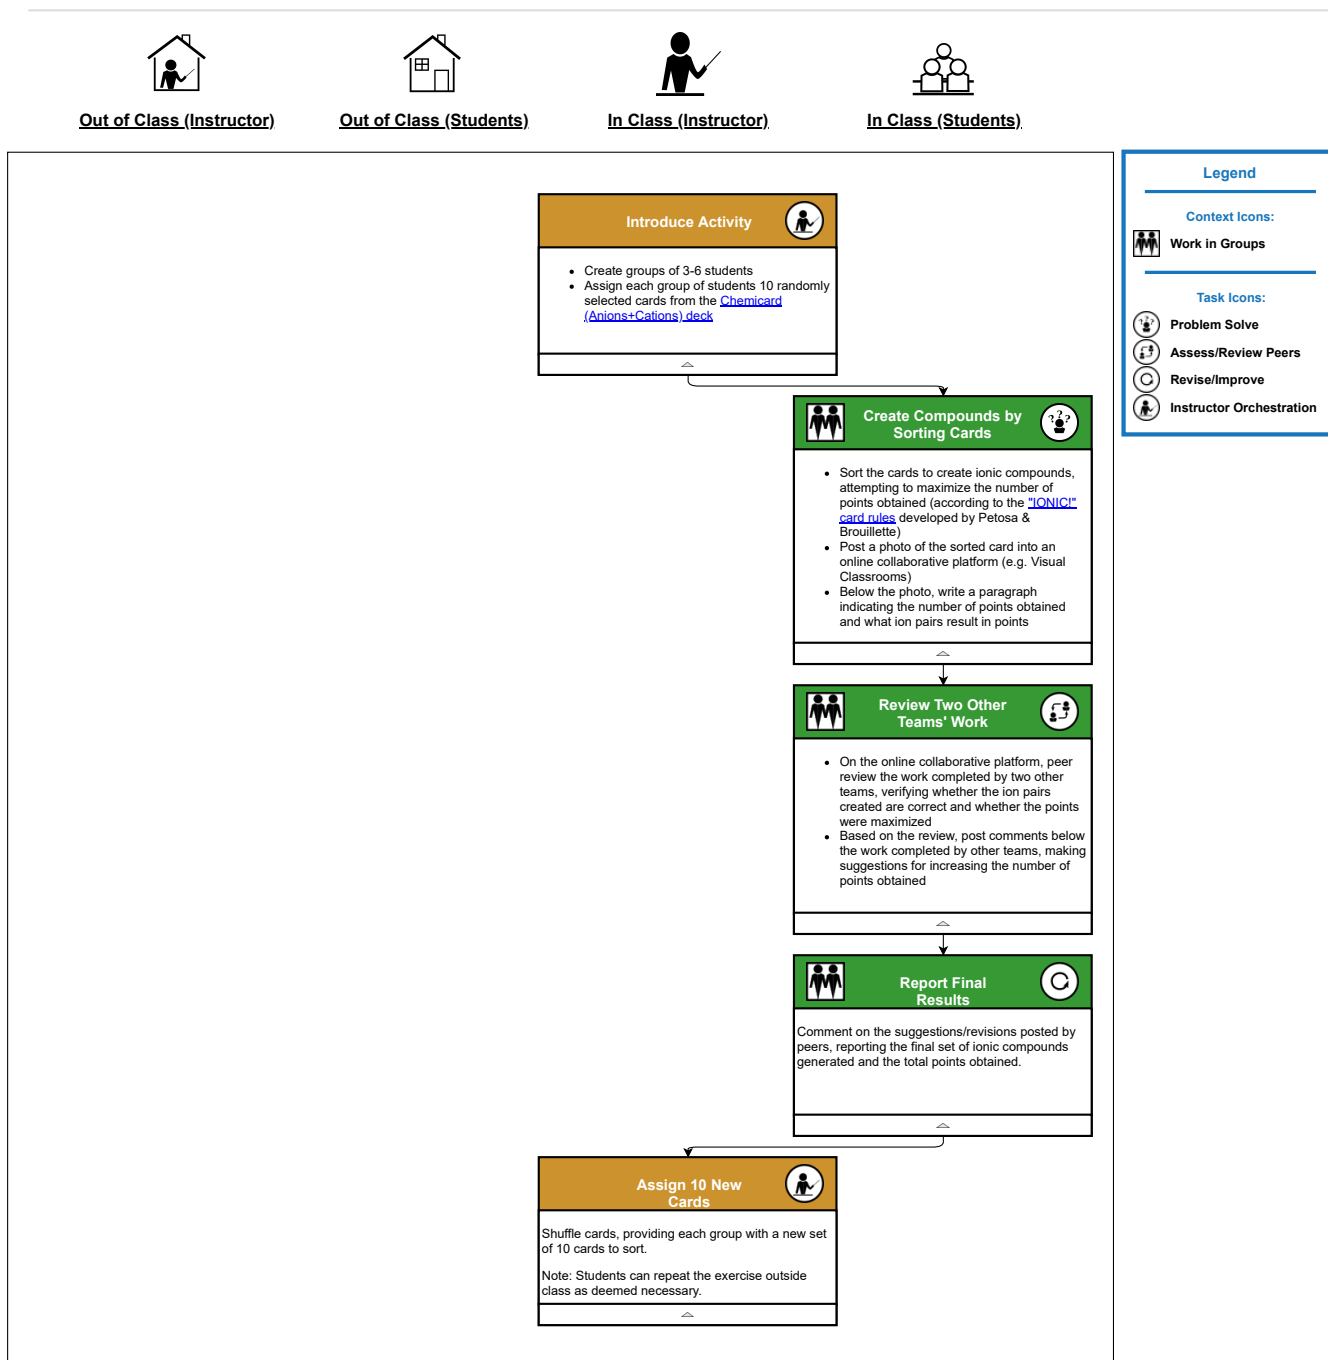 Out of Class (Instructor)
Out of Class (Students)
In Class (Instructor)
In Class (Students)
Legend
Context Icons:
Work in Groups
Task Icons:
Problem Solve
Assess/Review Peers
Revise/Improve
Instructor Orchestration
Introduce Activity
• Create groups of 3-6 students
• Assign each group of students 10 randomly
selected cards from the Chemicard
(Anions+Cations) deck
Create Compounds by
Sorting Cards
• Sort the cards to create ionic compounds,
attempting to maximize the number of
points obtained (according to the "IONIC!"
card rules developed by Petosa &
Brouillette)
• Post a photo of the sorted card into an
online collaborative platform (e.g. Visual
Classrooms)
• Below the photo, write a paragraph
indicating the number of points obtained
and what ion pairs result in points
Review Two Other
Teams' Work
• On the online collaborative platform, peer
review the work completed by two other
teams, verifying whether the ion pairs
created are correct and whether the points
were maximized
• Based on the review, post comments below
the work completed by other teams, making
suggestions for increasing the number of
points obtained
Report Final
Results
Comment on the suggestions/revisions posted by
peers, reporting the final set of ionic compounds
generated and the total points obtained.
Assign 10 New
Cards
Shuffle cards, providing each group with a new set
of 10 cards to sort.
Note: Students can repeat the exercise outside
class as deemed necessary.